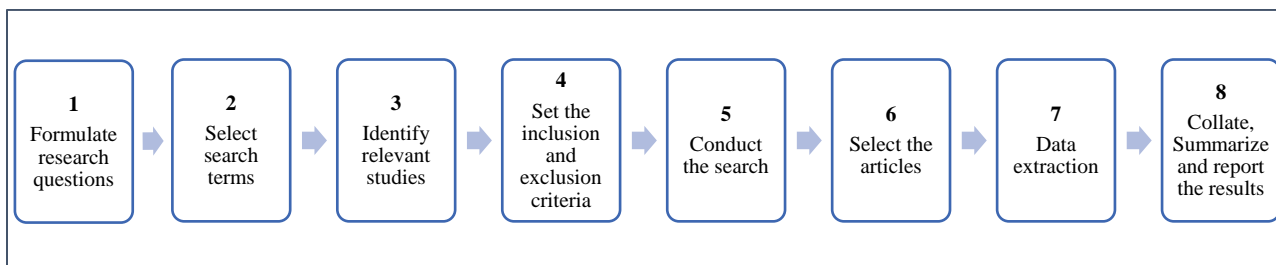 1
Formulate
research
questions
2
Select
search
terms
3
Identify
relevant
studies
4
Set the
inclusion
and
exclusion
criteria
5
Conduct
the search
6
Select the
articles
7
Data
extraction
8
Collate,
Summarize
and report
the results